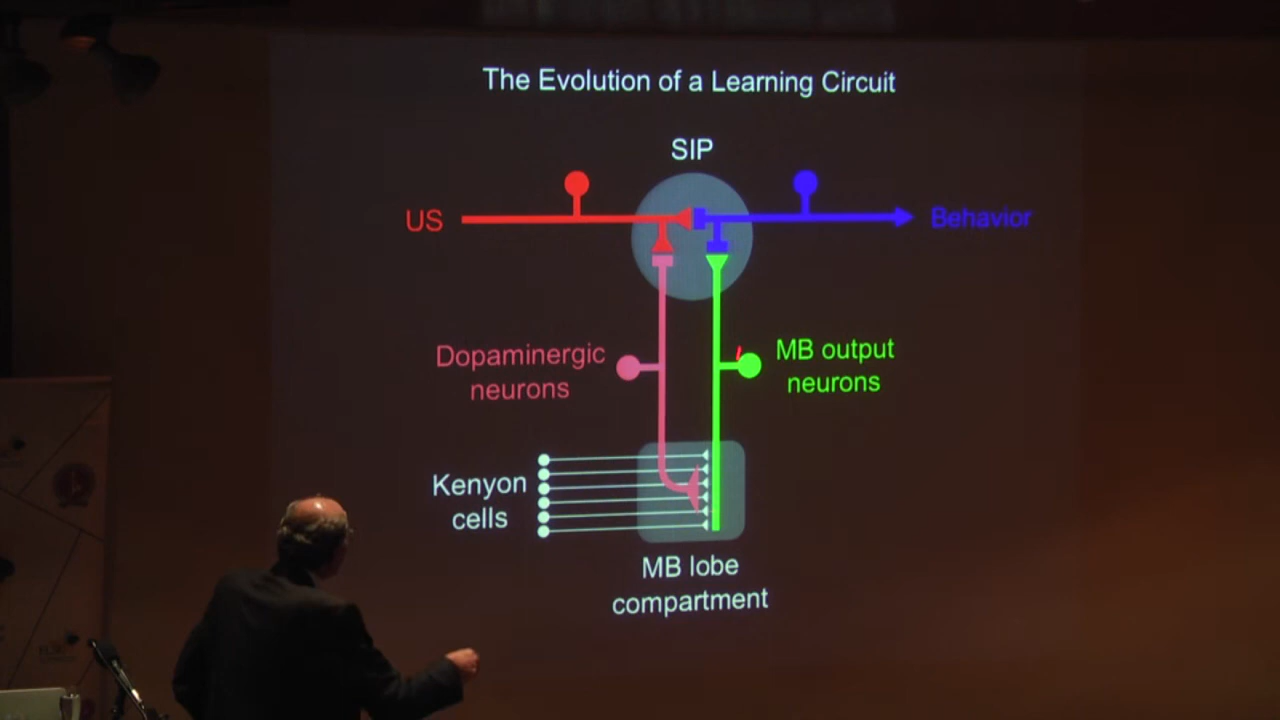 The Evolution of a Learning Circuit
SIP
US
Behavior
Dopaminergic
neurons
MB output
neurons
Kenyon
cells
MB lobe
compartment